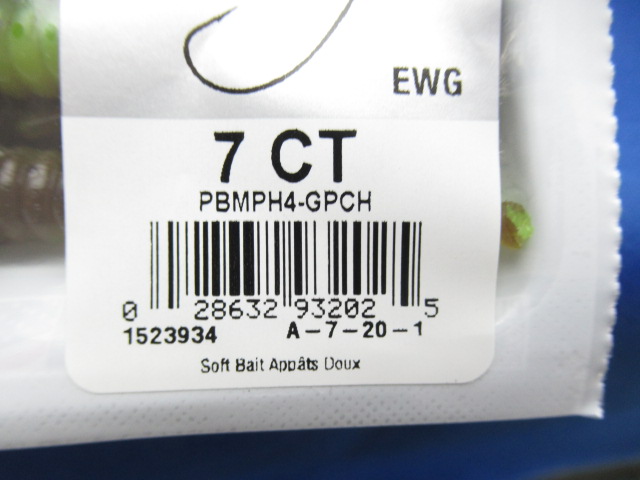 EWG
7 CT
PBMPH4-GPCH
0 28632 93202 5
1523934 A-7-20-1
Soft Bait Appâts Doux